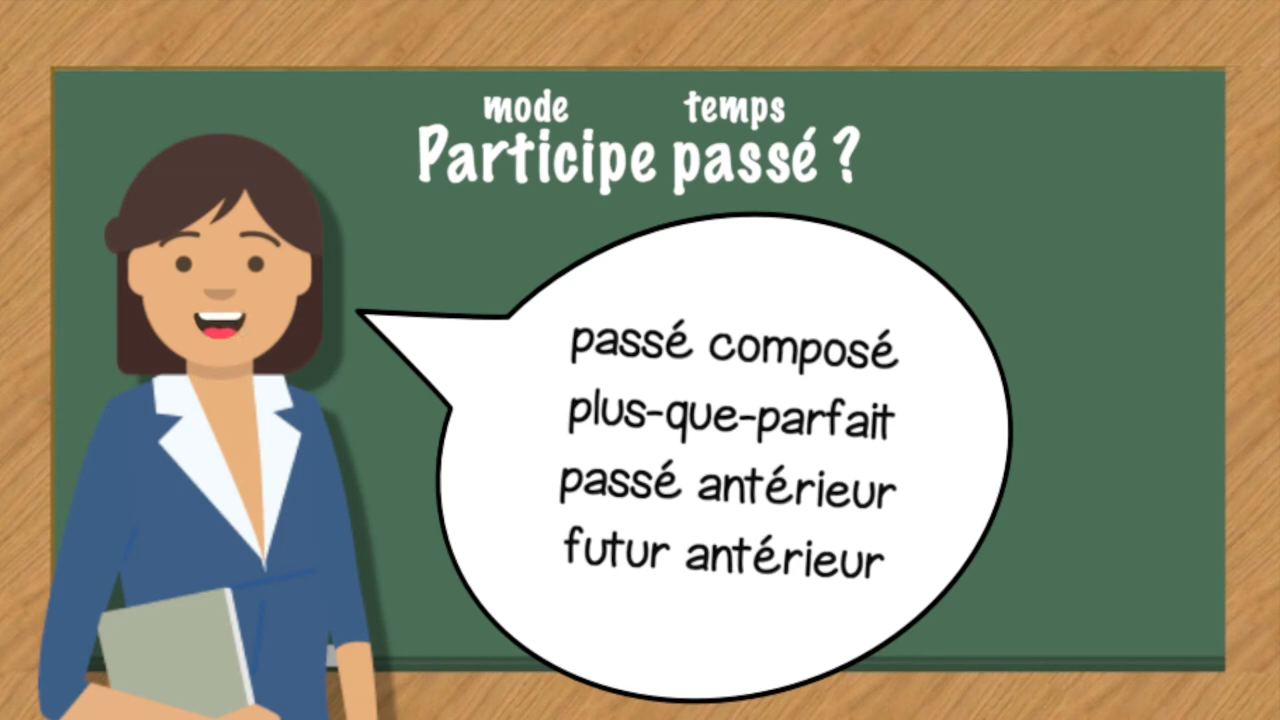 mode temps
Participe passé ?
passé composé
plus-que-parfait
passé antérieur
futur antérieur